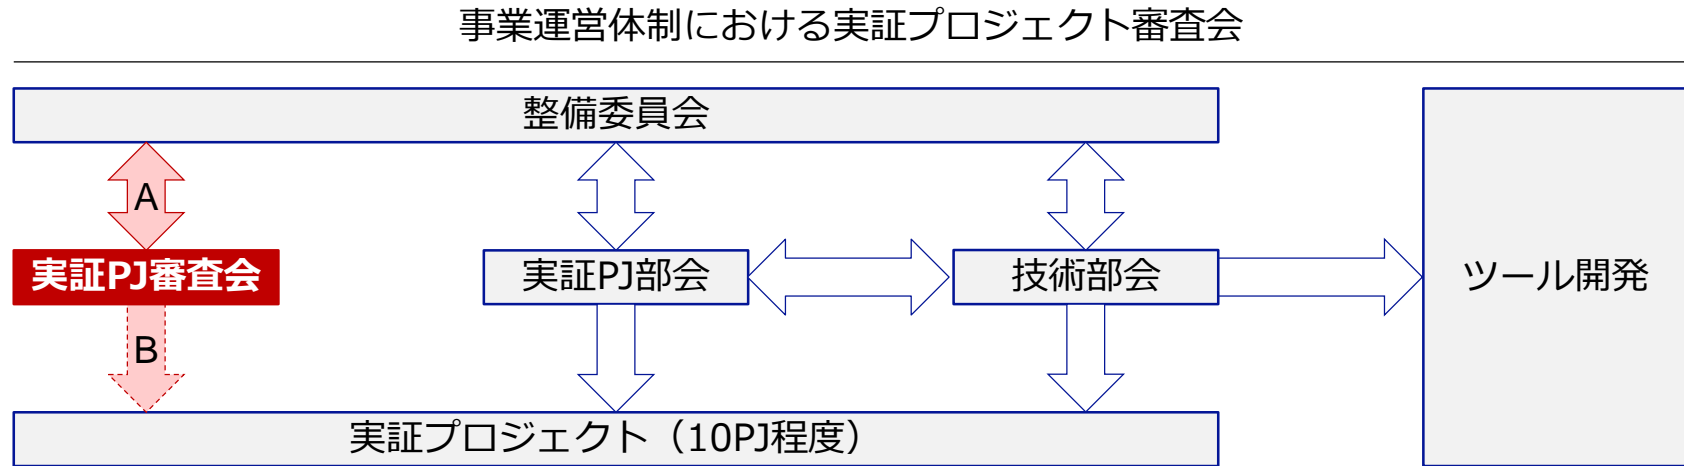 事業運営体制における実証プロジェクト審査会
整備委員会
A
実証PJ審査会
実証PJ部会
技術部会
ツール開発
B
実証プロジェクト（10PJ程度）